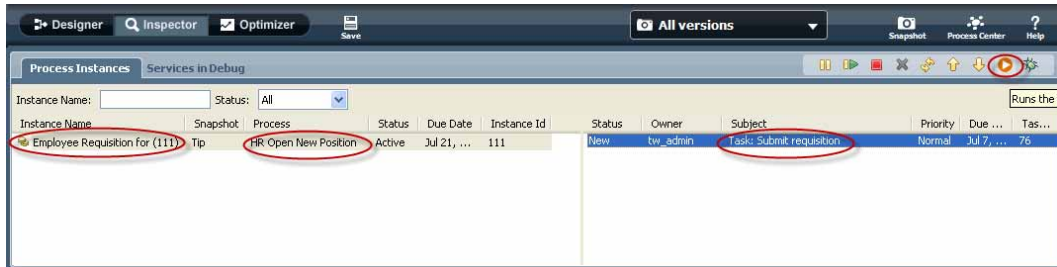 Designer Inspector Optimizer Save All versions Snapshot Process Center Help
Process Instances Services in Debug
Instance Name: Status: All Runs the
Instance Name Snapshot Process Status Due Date Instance Id Status Owner Subject Priority Due ... Tas...
Employee Requisition for (111) Tip HR Open New Position Active Jul 21, ... 111 New tw_admin Task: Submit requisition Normal Jul 7, ... 76